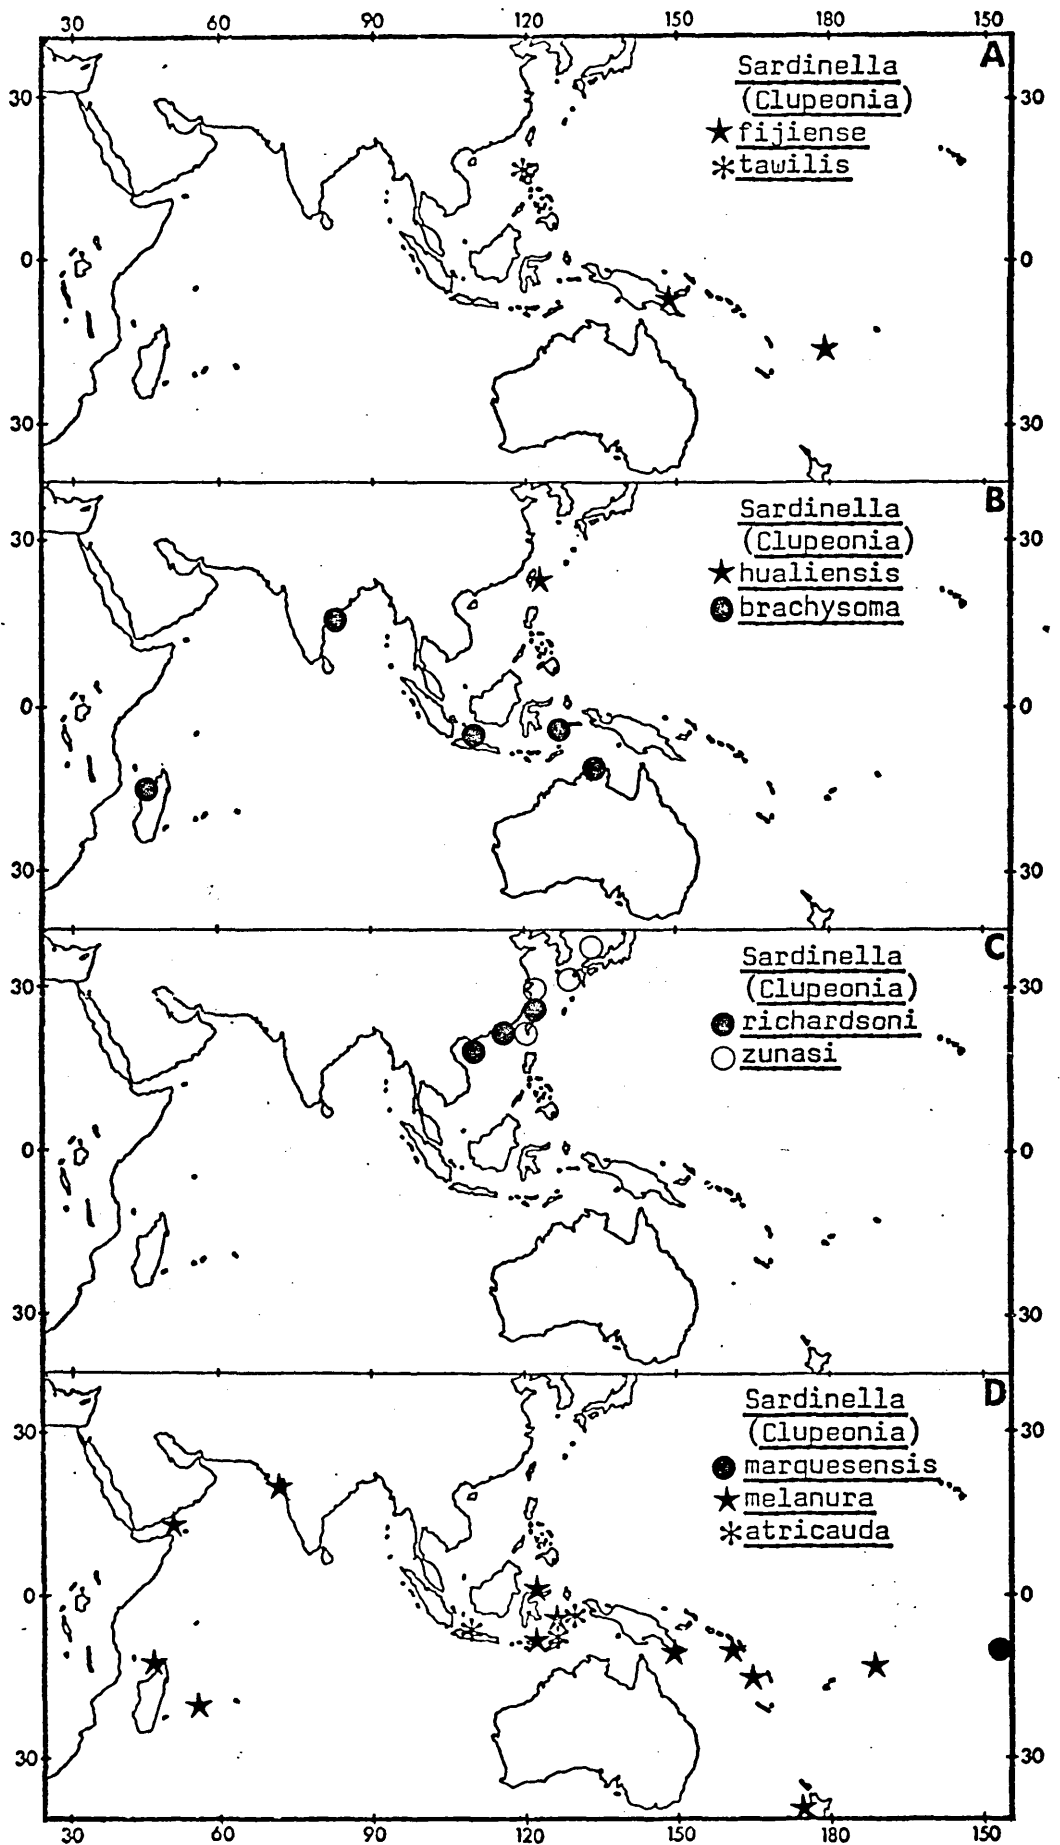 30 60 90 120 150 180 150
A
Sardinella
(Clupeonia)
★fijiense
✳tawilis
30 30
0 0
30 30
B
Sardinella
(Clupeonia)
★hualiensis
brachysoma
30 30
0 0
30 30
C
Sardinella
(Clupeonia)
richardsoni
zunasi
30 30
0 0
30 30
D
Sardinella
(Clupeonia)
marquesensis
★melanura
✳atricauda
30 30
0 0
30 30
30 60 90 120 150 180 150